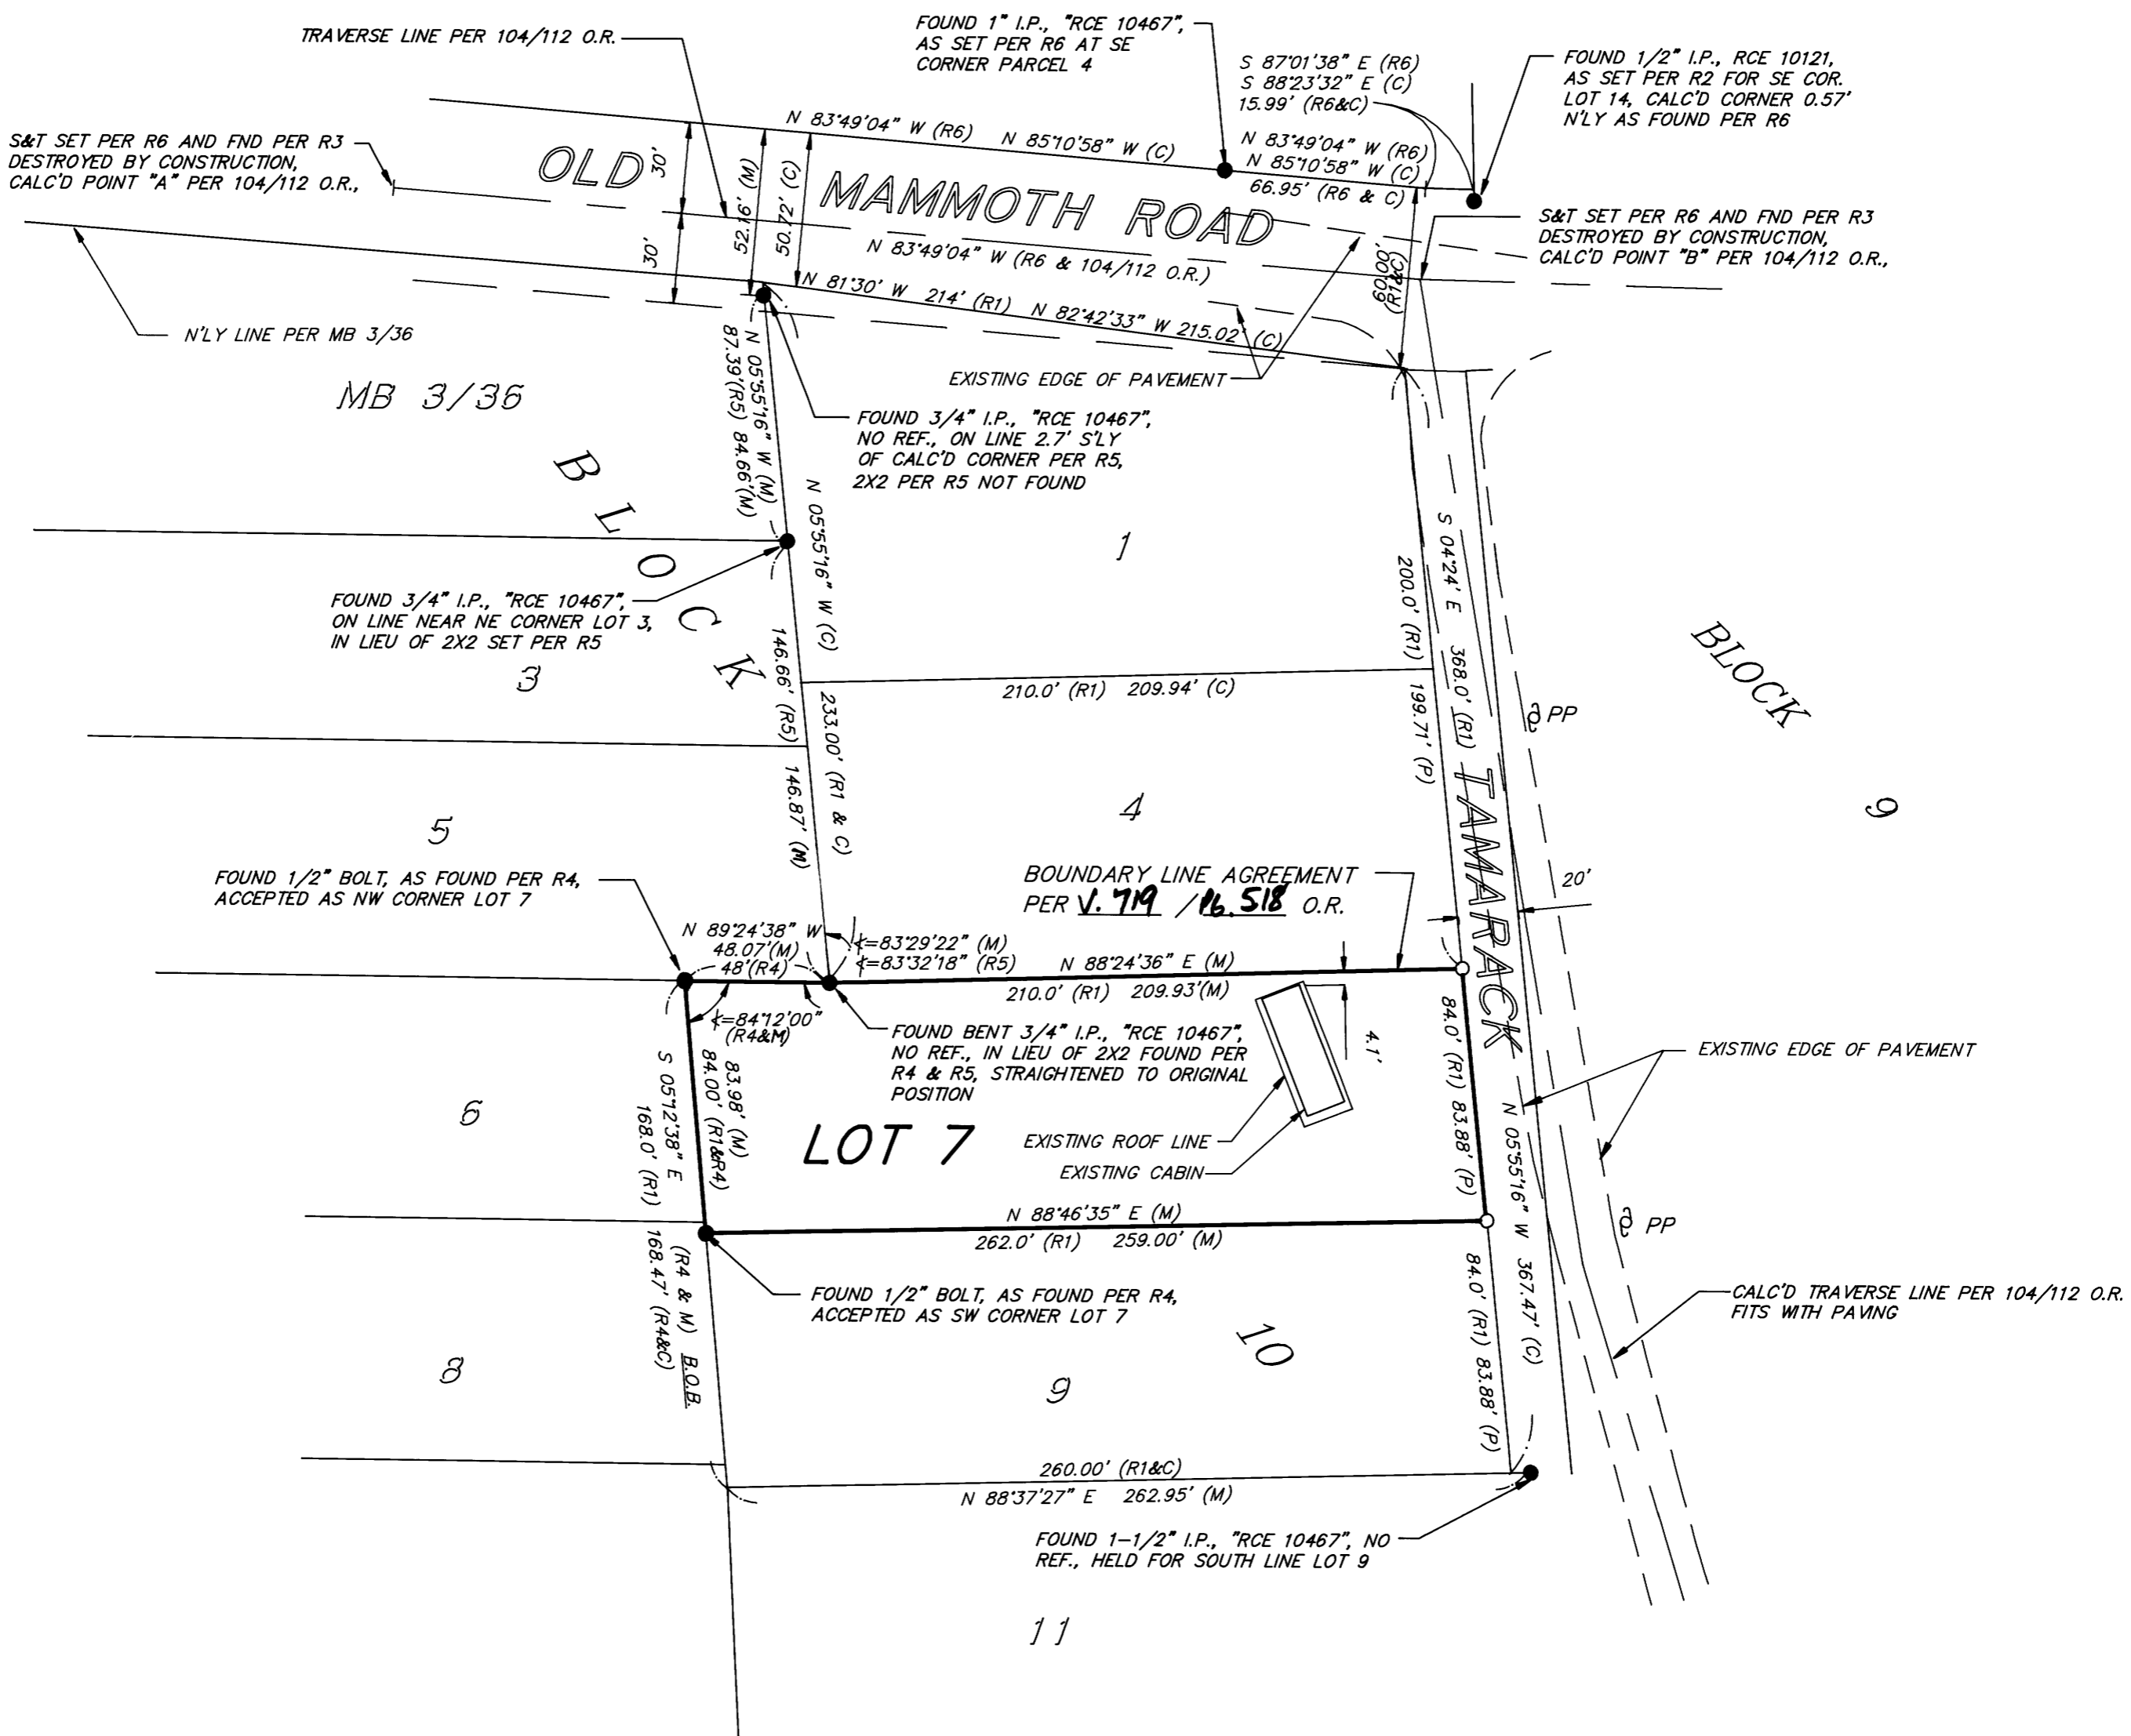 TRAVERSE LINE PER 104/112 O.R.
FOUND 1" I.P., "RCE 10467",
AS SET PER R6 AT SE
CORNER PARCEL 4
S 87°01'38" E (R6)
S 88°23'32" E (C)
15.99' (R6&C)
FOUND 1/2" I.P., RCE 10121,
AS SET PER R2 FOR SE COR.
LOT 14, CALC'D CORNER 0.57'
N'LY AS FOUND PER R6
S&T SET PER R6 AND FND PER R3
DESTROYED BY CONSTRUCTION,
CALC'D POINT "A" PER 104/112 O.R.,
N 83°49'04" W (R6)
N 85°10'58" W (C)
N 83°49'04" W (R6)
N 85°10'58" W (C)
66.95' (R6 & C)
OLD MAMMOTH ROAD
30'
30'
52.19' (M)
50.72' (C)
N 83°49'04" W (R6 & 104/112 O.R.)
60.00'
(R1&C)
S&T SET PER R6 AND FND PER R3
DESTROYED BY CONSTRUCTION,
CALC'D POINT "B" PER 104/112 O.R.,
N 81°30' W 214' (R1) N 82°42'33" W 215.02' (C)
N'LY LINE PER MB 3/36
MB 3/36
EXISTING EDGE OF PAVEMENT
N 05°55'16" W (M)
87.39'(R5) 84.66'(M)
FOUND 3/4" I.P., "RCE 10467",
NO REF., ON LINE 2.7' S'LY
OF CALC'D CORNER PER R5,
2X2 PER R5 NOT FOUND
BLOCK
N 05°55'16" W (C)
1
200.0' (R1)
199.71' (P)
S 04°24' E 368.0' (R1)
BLOCK
FOUND 3/4" I.P., "RCE 10467",
ON LINE NEAR NE CORNER LOT 3,
IN LIEU OF 2X2 SET PER R5
3
146.66' (R5)
146.87' (M)
233.00' (R1 & C)
210.0' (R1) 209.94' (C)
PP
TAMARACK
9
5
4
20'
FOUND 1/2" BOLT, AS FOUND PER R4,
ACCEPTED AS NW CORNER LOT 7
BOUNDARY LINE AGREEMENT
PER V. 719 / PG. 518 O.R.
N 89°24'38" W
48.07'(M)
48'(R4)
∢=83°29'22" (M)
∢=83°32'18" (R5)
N 88°24'36" E (M)
210.0' (R1) 209.93'(M)
∢=84°12'00"
(R4&M)
FOUND BENT 3/4" I.P., "RCE 10467",
NO REF., IN LIEU OF 2X2 FOUND PER
R4 & R5, STRAIGHTENED TO ORIGINAL
POSITION
4.1'
84.0' (R1) 83.88' (P)
EXISTING EDGE OF PAVEMENT
6
S 05°12'38" E
168.0' (R1)
83.98' (M)
84.00' (R1&R4)
LOT 7
EXISTING ROOF LINE
EXISTING CABIN
N 05°55'16" W 367.47' (C)
N 88°46'35" E (M)
262.0' (R1) 259.00' (M)
PP
(R4 & M) B.O.B.
168.47' (R4&C)
FOUND 1/2" BOLT, AS FOUND PER R4,
ACCEPTED AS SW CORNER LOT 7
10
84.0' (R1) 83.88' (P)
CALC'D TRAVERSE LINE PER 104/112 O.R.
FITS WITH PAVING
8
9
260.00' (R1&C)
N 88°37'27" E 262.95' (M)
FOUND 1-1/2" I.P., "RCE 10467", NO
REF., HELD FOR SOUTH LINE LOT 9
11